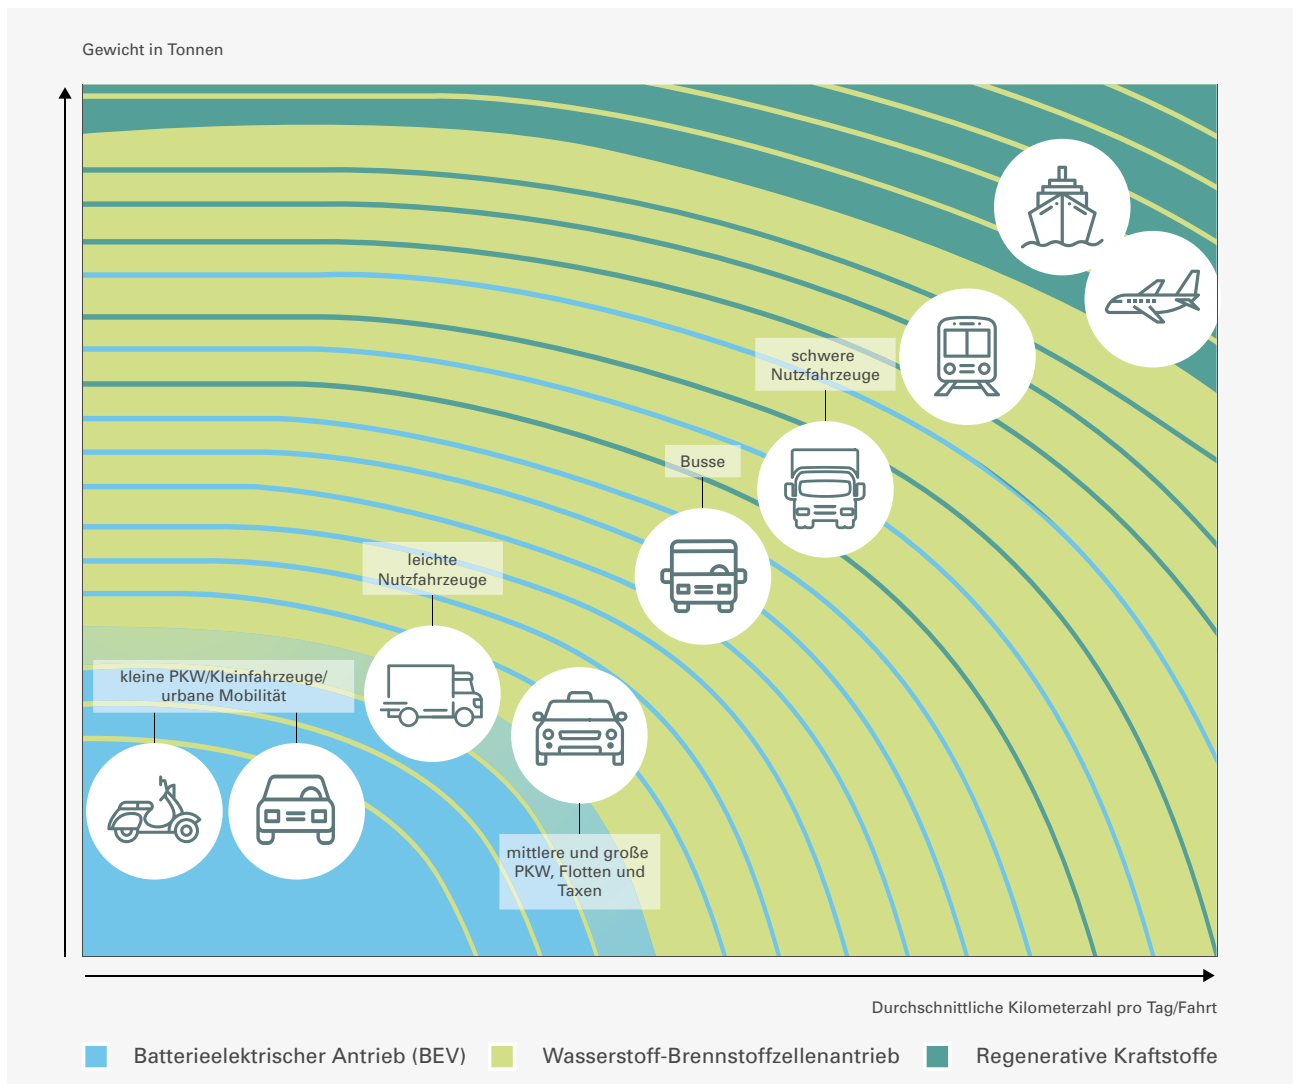 Gewicht in Tonnen
schwere
Nutzfahrzeuge
Busse
leichte
Nutzfahrzeuge
kleine PKW/Kleinfahrzeuge/
urbane Mobilität
mittlere und große
PKW, Flotten und
Taxen
Durchschnittliche Kilometerzahl pro Tag/Fahrt
Batterieelektrischer Antrieb (BEV)
Wasserstoff-Brennstoffzellenantrieb
Regenerative Kraftstoffe